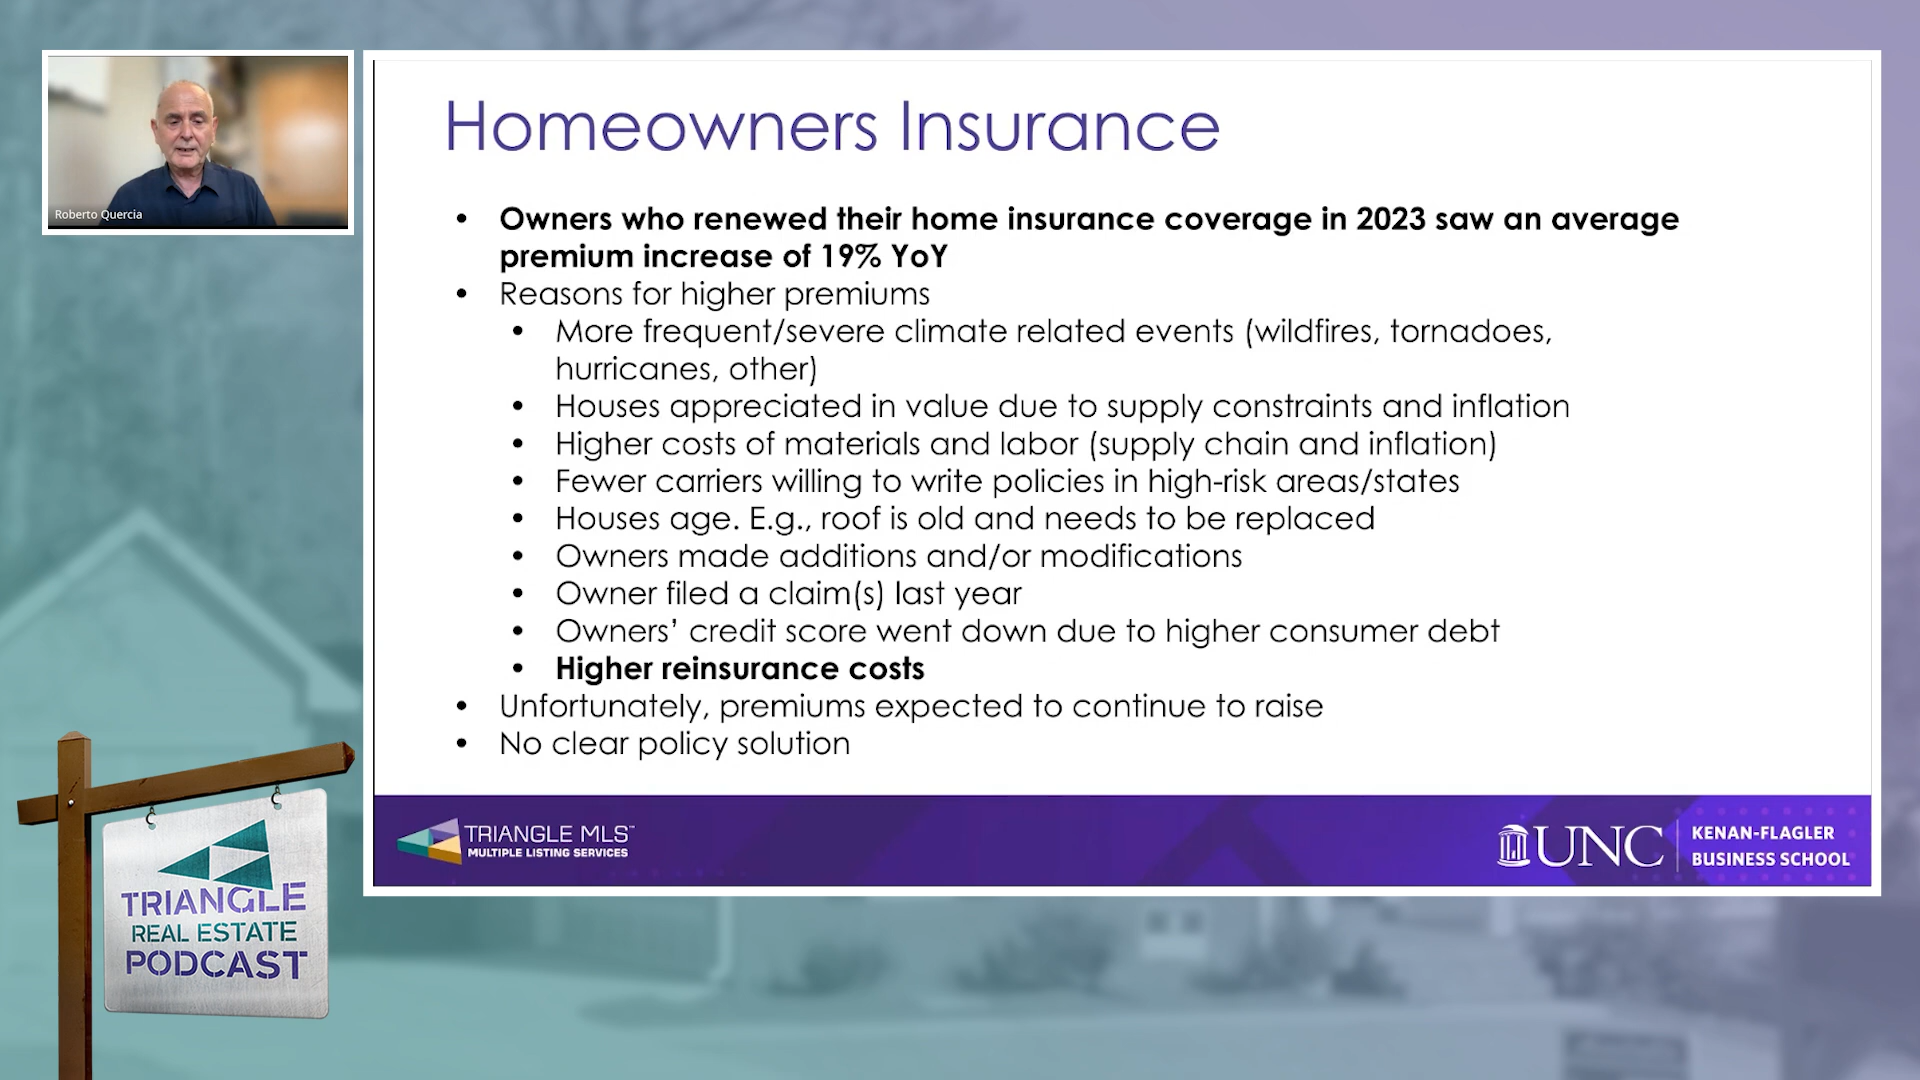 Roberto Quercia
Homeowners Insurance
• Owners who renewed their home insurance coverage in 2023 saw an average
premium increase of 19% YoY
• Reasons for higher premiums
• More frequent/severe climate related events (wildfires, tornadoes,
hurricanes, other)
• Houses appreciated in value due to supply constraints and inflation
• Higher costs of materials and labor (supply chain and inflation)
• Fewer carriers willing to write policies in high-risk areas/states
• Houses age. E.g., roof is old and needs to be replaced
• Owners made additions and/or modifications
• Owner filed a claim(s) last year
• Owners’ credit score went down due to higher consumer debt
• Higher reinsurance costs
• Unfortunately, premiums expected to continue to raise
• No clear policy solution
TRIANGLE MLS™
MULTIPLE LISTING SERVICES
UNC
KENAN-FLAGLER
BUSINESS SCHOOL
TRIANGLE
REAL ESTATE
PODCAST